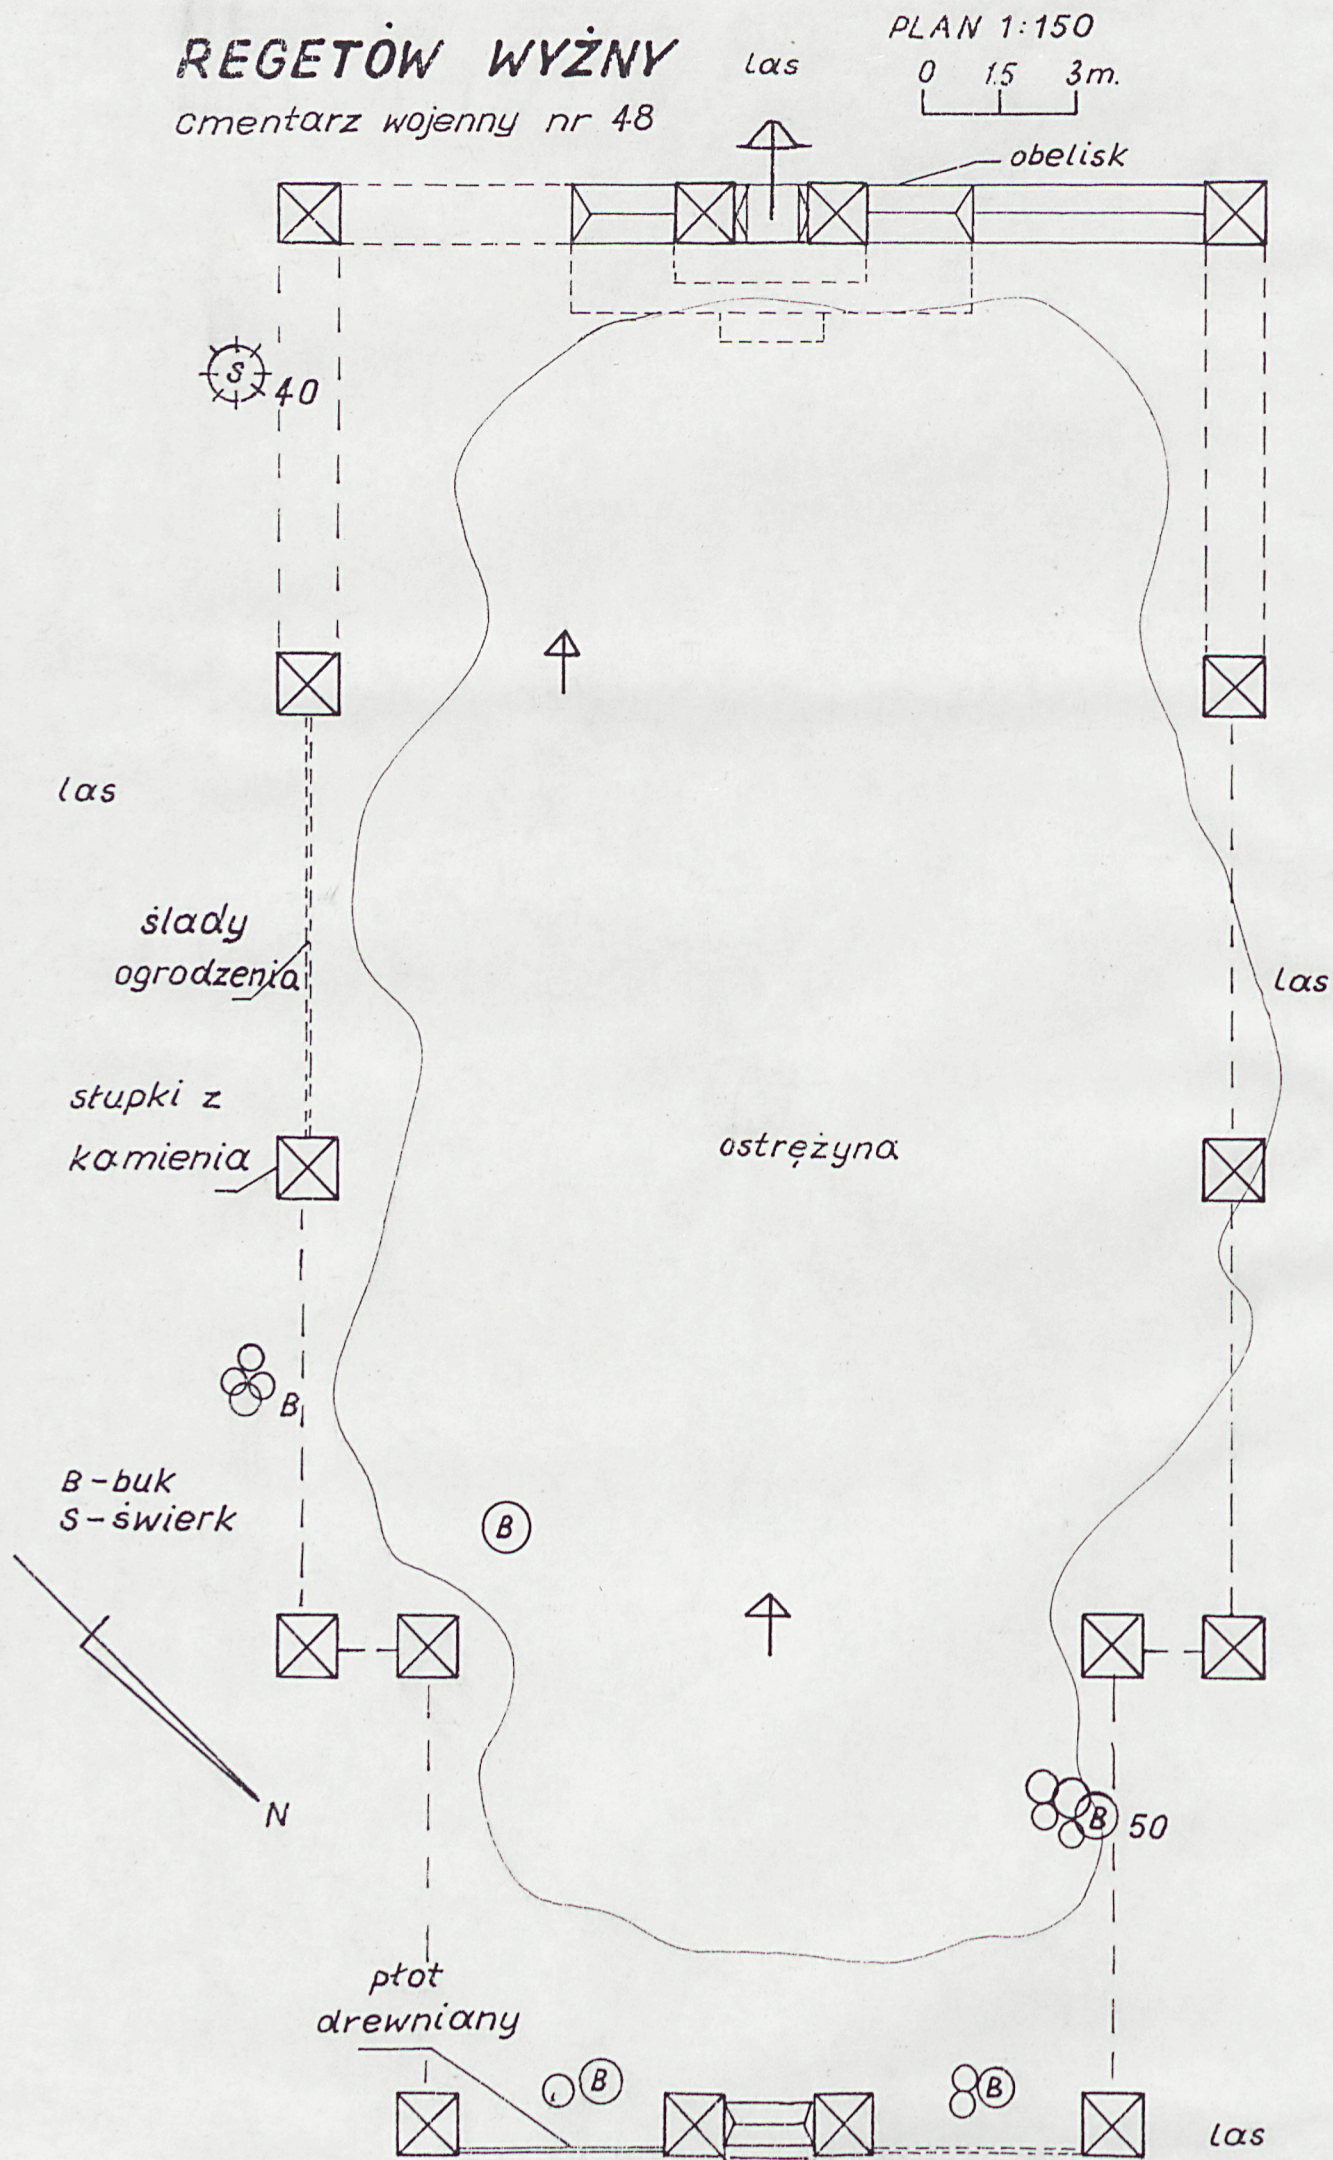 REGETÓW WYŻNY
cmentarz wojenny nr 48
las
PLAN 1:150
0 1.5 3m.
obelisk
S 40
las
ślady
ogrodzenia
las
słupki z
kamienia
ostrężyna
B
B - buk
S - świerk
B
N
B 50
płot
drewniany
B
B
las